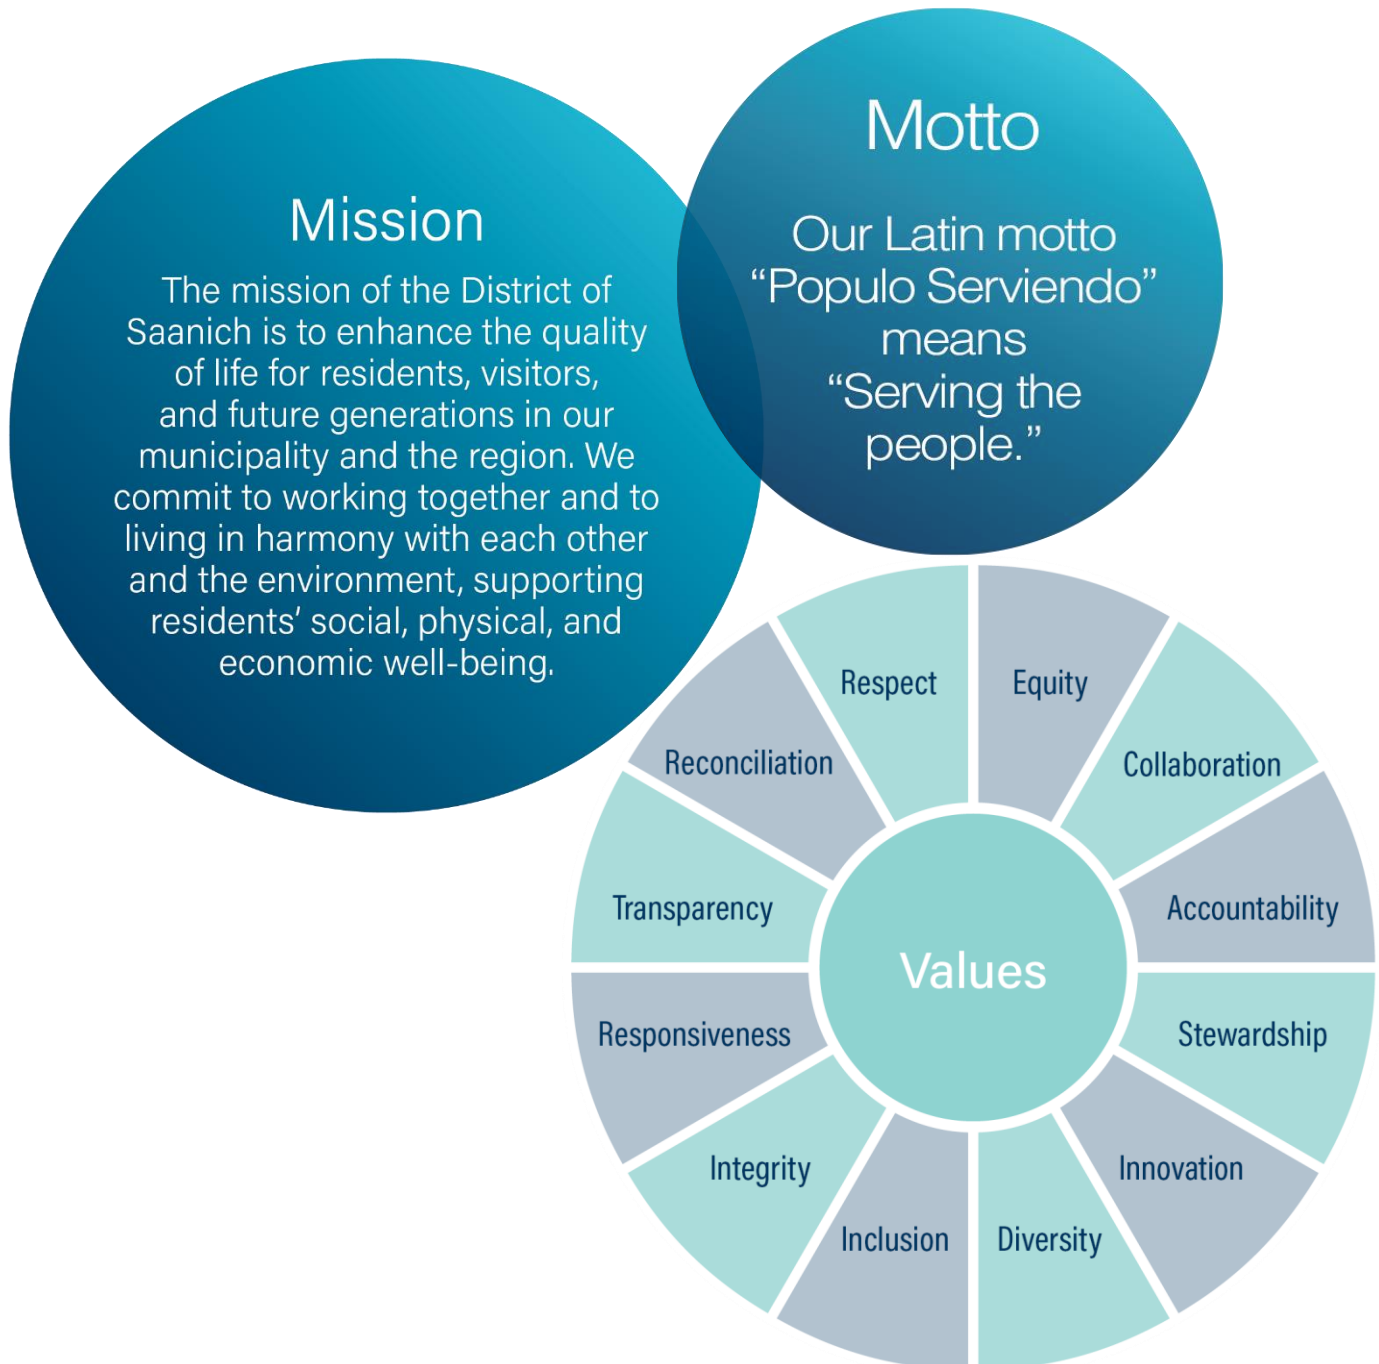 Mission
The mission of the District of
Saanich is to enhance the quality
of life for residents, visitors,
and future generations in our
municipality and the region. We
commit to working together and to
living in harmony with each other
and the environment, supporting
residents’ social, physical, and
economic well-being.
Motto
Our Latin motto
“Populo Serviendo”
means
“Serving the
people.”
Values
Equity
Collaboration
Accountability
Stewardship
Innovation
Diversity
Inclusion
Integrity
Responsiveness
Transparency
Reconciliation
Respect